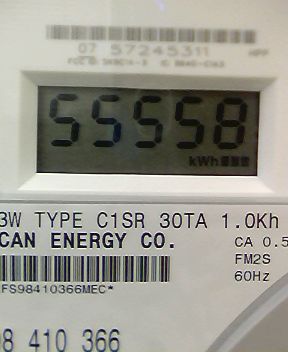 07 57245311
55558
kWh
3W TYPE C1SR 30TA 1.0Kh
CAN ENERGY CO.
CA 0.5
FM2S
60Hz
FS98410366MEC*
98 410 366